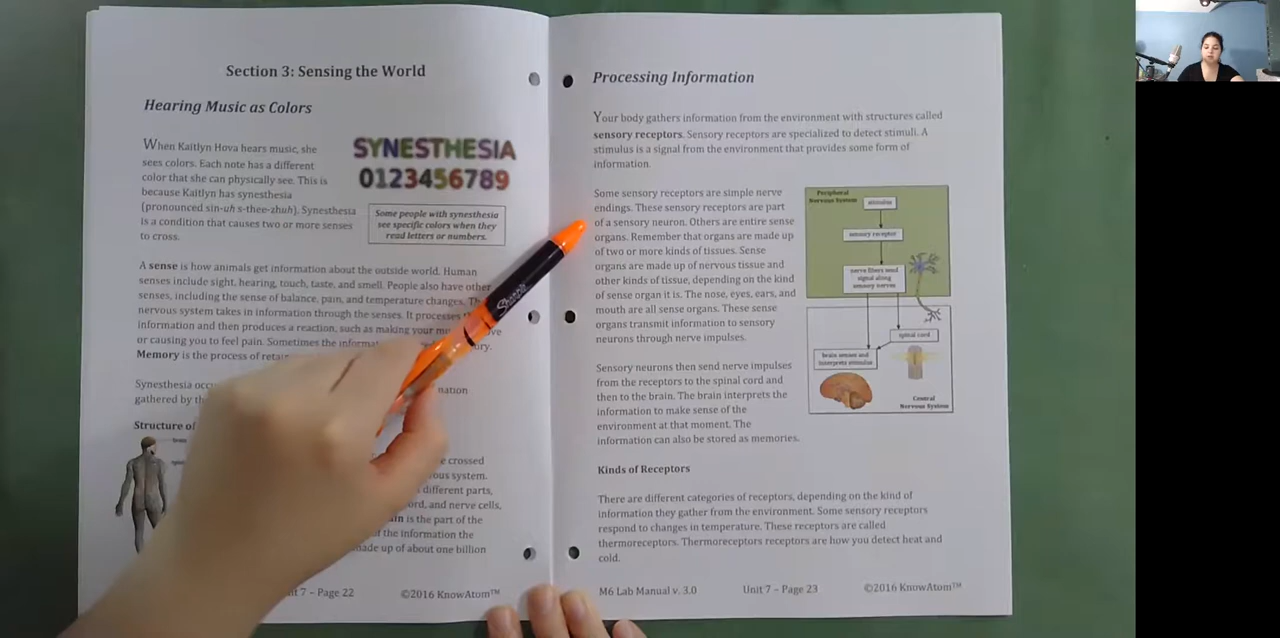 Section 3: Sensing the World
Hearing Music as Colors
When Kaitlyn Hova hears music, she
sees colors. Each note has a different
color that she can physically see. This is
because Kaitlyn has synesthesia
(pronounced sin-uh s-thee-zhuh). Synesthesia
is a condition that causes two or more senses
to cross.
SYNESTHESIA
0123456789
Some people with synesthesia
see specific colors when they
read letters or numbers.
A sense is how animals get information about the outside world. Human
senses include sight, hearing, touch, taste, and smell. People also have other
senses, including the sense of balance, pain, and temperature changes.
nervous system takes in information through the senses. It processes
information and then produces a reaction, such as making your
or causing you to feel pain. Sometimes the
Memory is the process of
Synesthesia
gathered by
Structure of
brain
crossed
system.
different parts,
and nerve cells,
is the part of the
the information the
made up of about one billion
7 – Page 22
©2016 KnowAtom™
Processing Information
Your body gathers information from the environment with structures called
sensory receptors. Sensory receptors are specialized to detect stimuli. A
stimulus is a signal from the environment that provides some form of
information.
Some sensory receptors are simple nerve
endings. These sensory receptors are part
of a sensory neuron. Others are entire sense
organs. Remember that organs are made up
of two or more kinds of tissues. Sense
organs are made up of nervous tissue and
other kinds of tissue, depending on the kind
of sense organ it is. The nose, eyes, ears, and
mouth are all sense organs. These sense
organs transmit information to sensory
neurons through nerve impulses.
Sensory neurons then send nerve impulses
from the receptors to the spinal cord and
then to the brain. The brain interprets the
information to make sense of the
environment at that moment. The
information can also be stored as memories.
Peripheral
Nervous System
stimulus
sensory receptor
nerve fibers send
signal along
sensory nerves
spinal cord
brain senses and
interprets stimulus
Central
Nervous System
Kinds of Receptors
There are different categories of receptors, depending on the kind of
information they gather from the environment. Some sensory receptors
respond to changes in temperature. These receptors are called
thermoreceptors. Thermoreceptors receptors are how you detect heat and
cold.
M6 Lab Manual v. 3.0
Unit 7 – Page 23
©2016 KnowAtom™
Sharpie